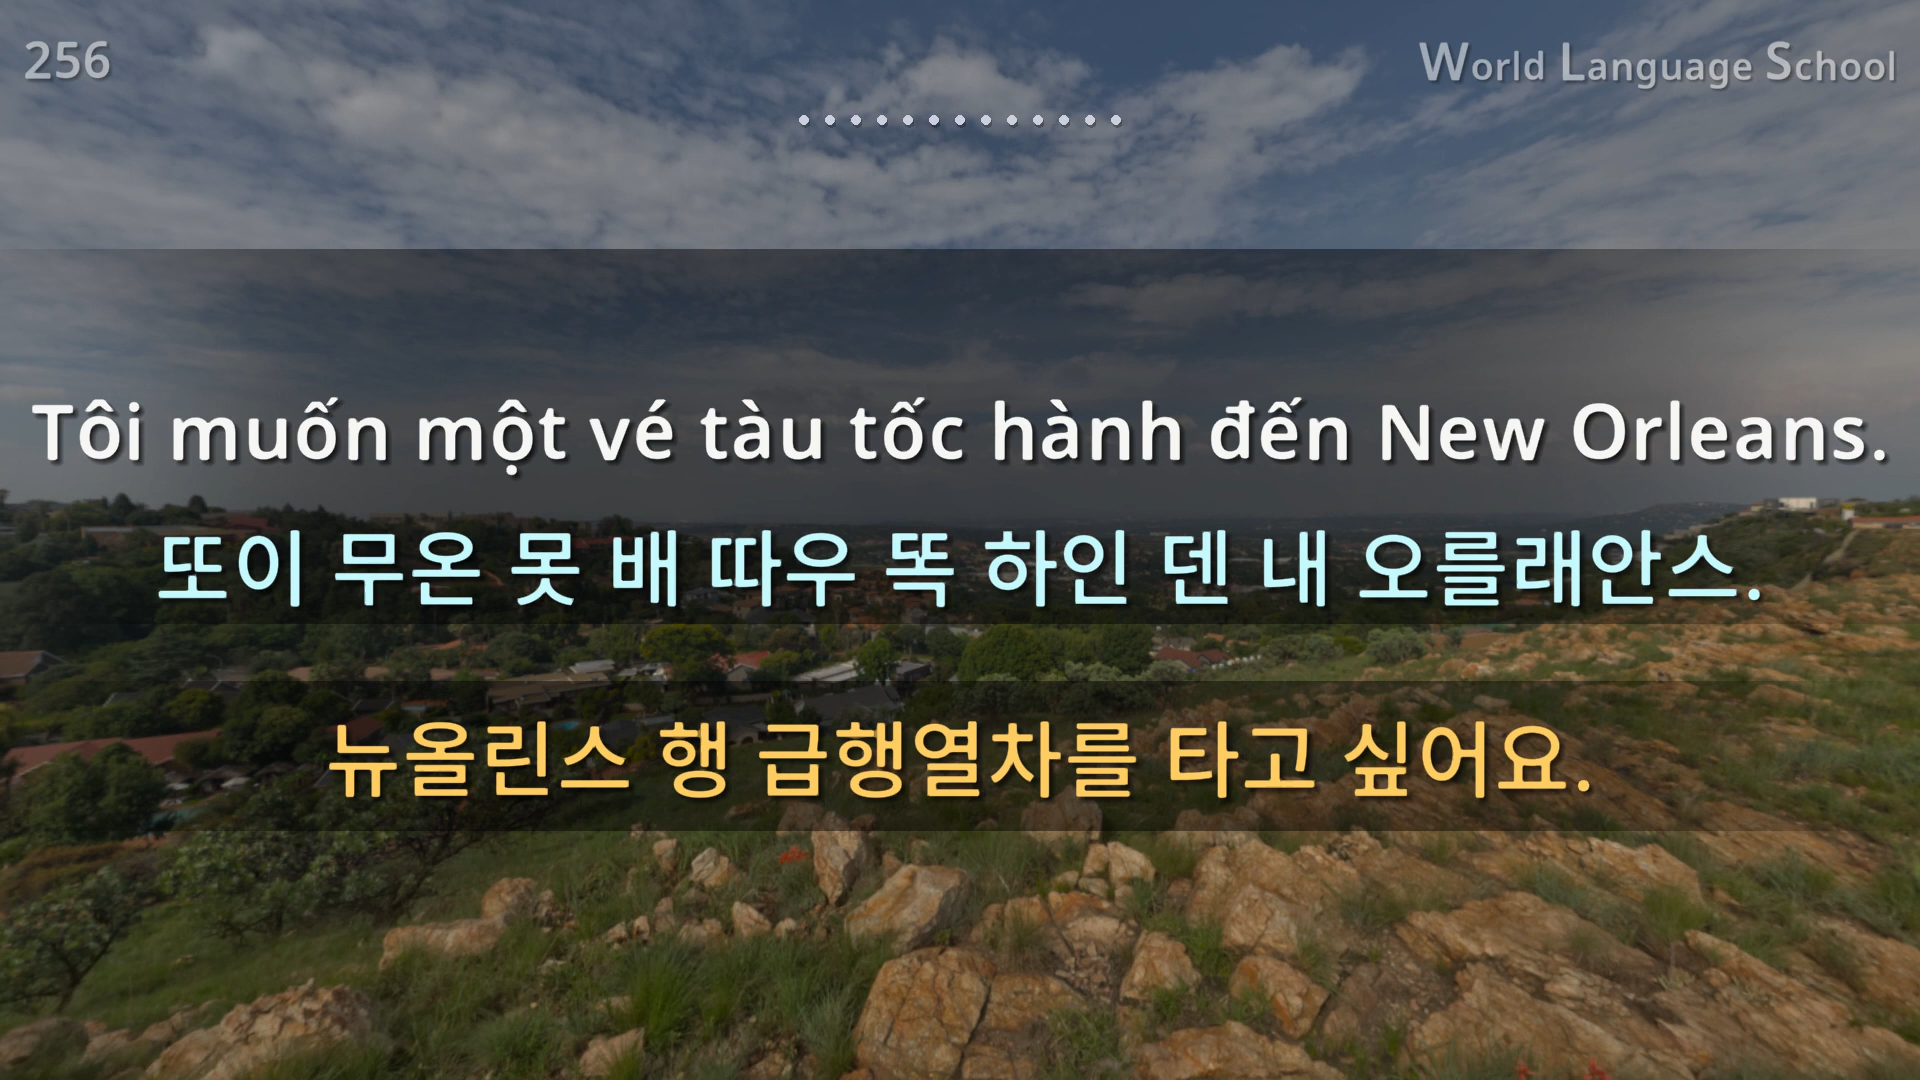 256
World Language School
Tôi muốn một vé tàu tốc hành đến New Orleans.
또이 무온 못 배 따우 똑 하인 덴 내 오를래안스.
뉴올린스 행 급행열차를 타고 싶어요.